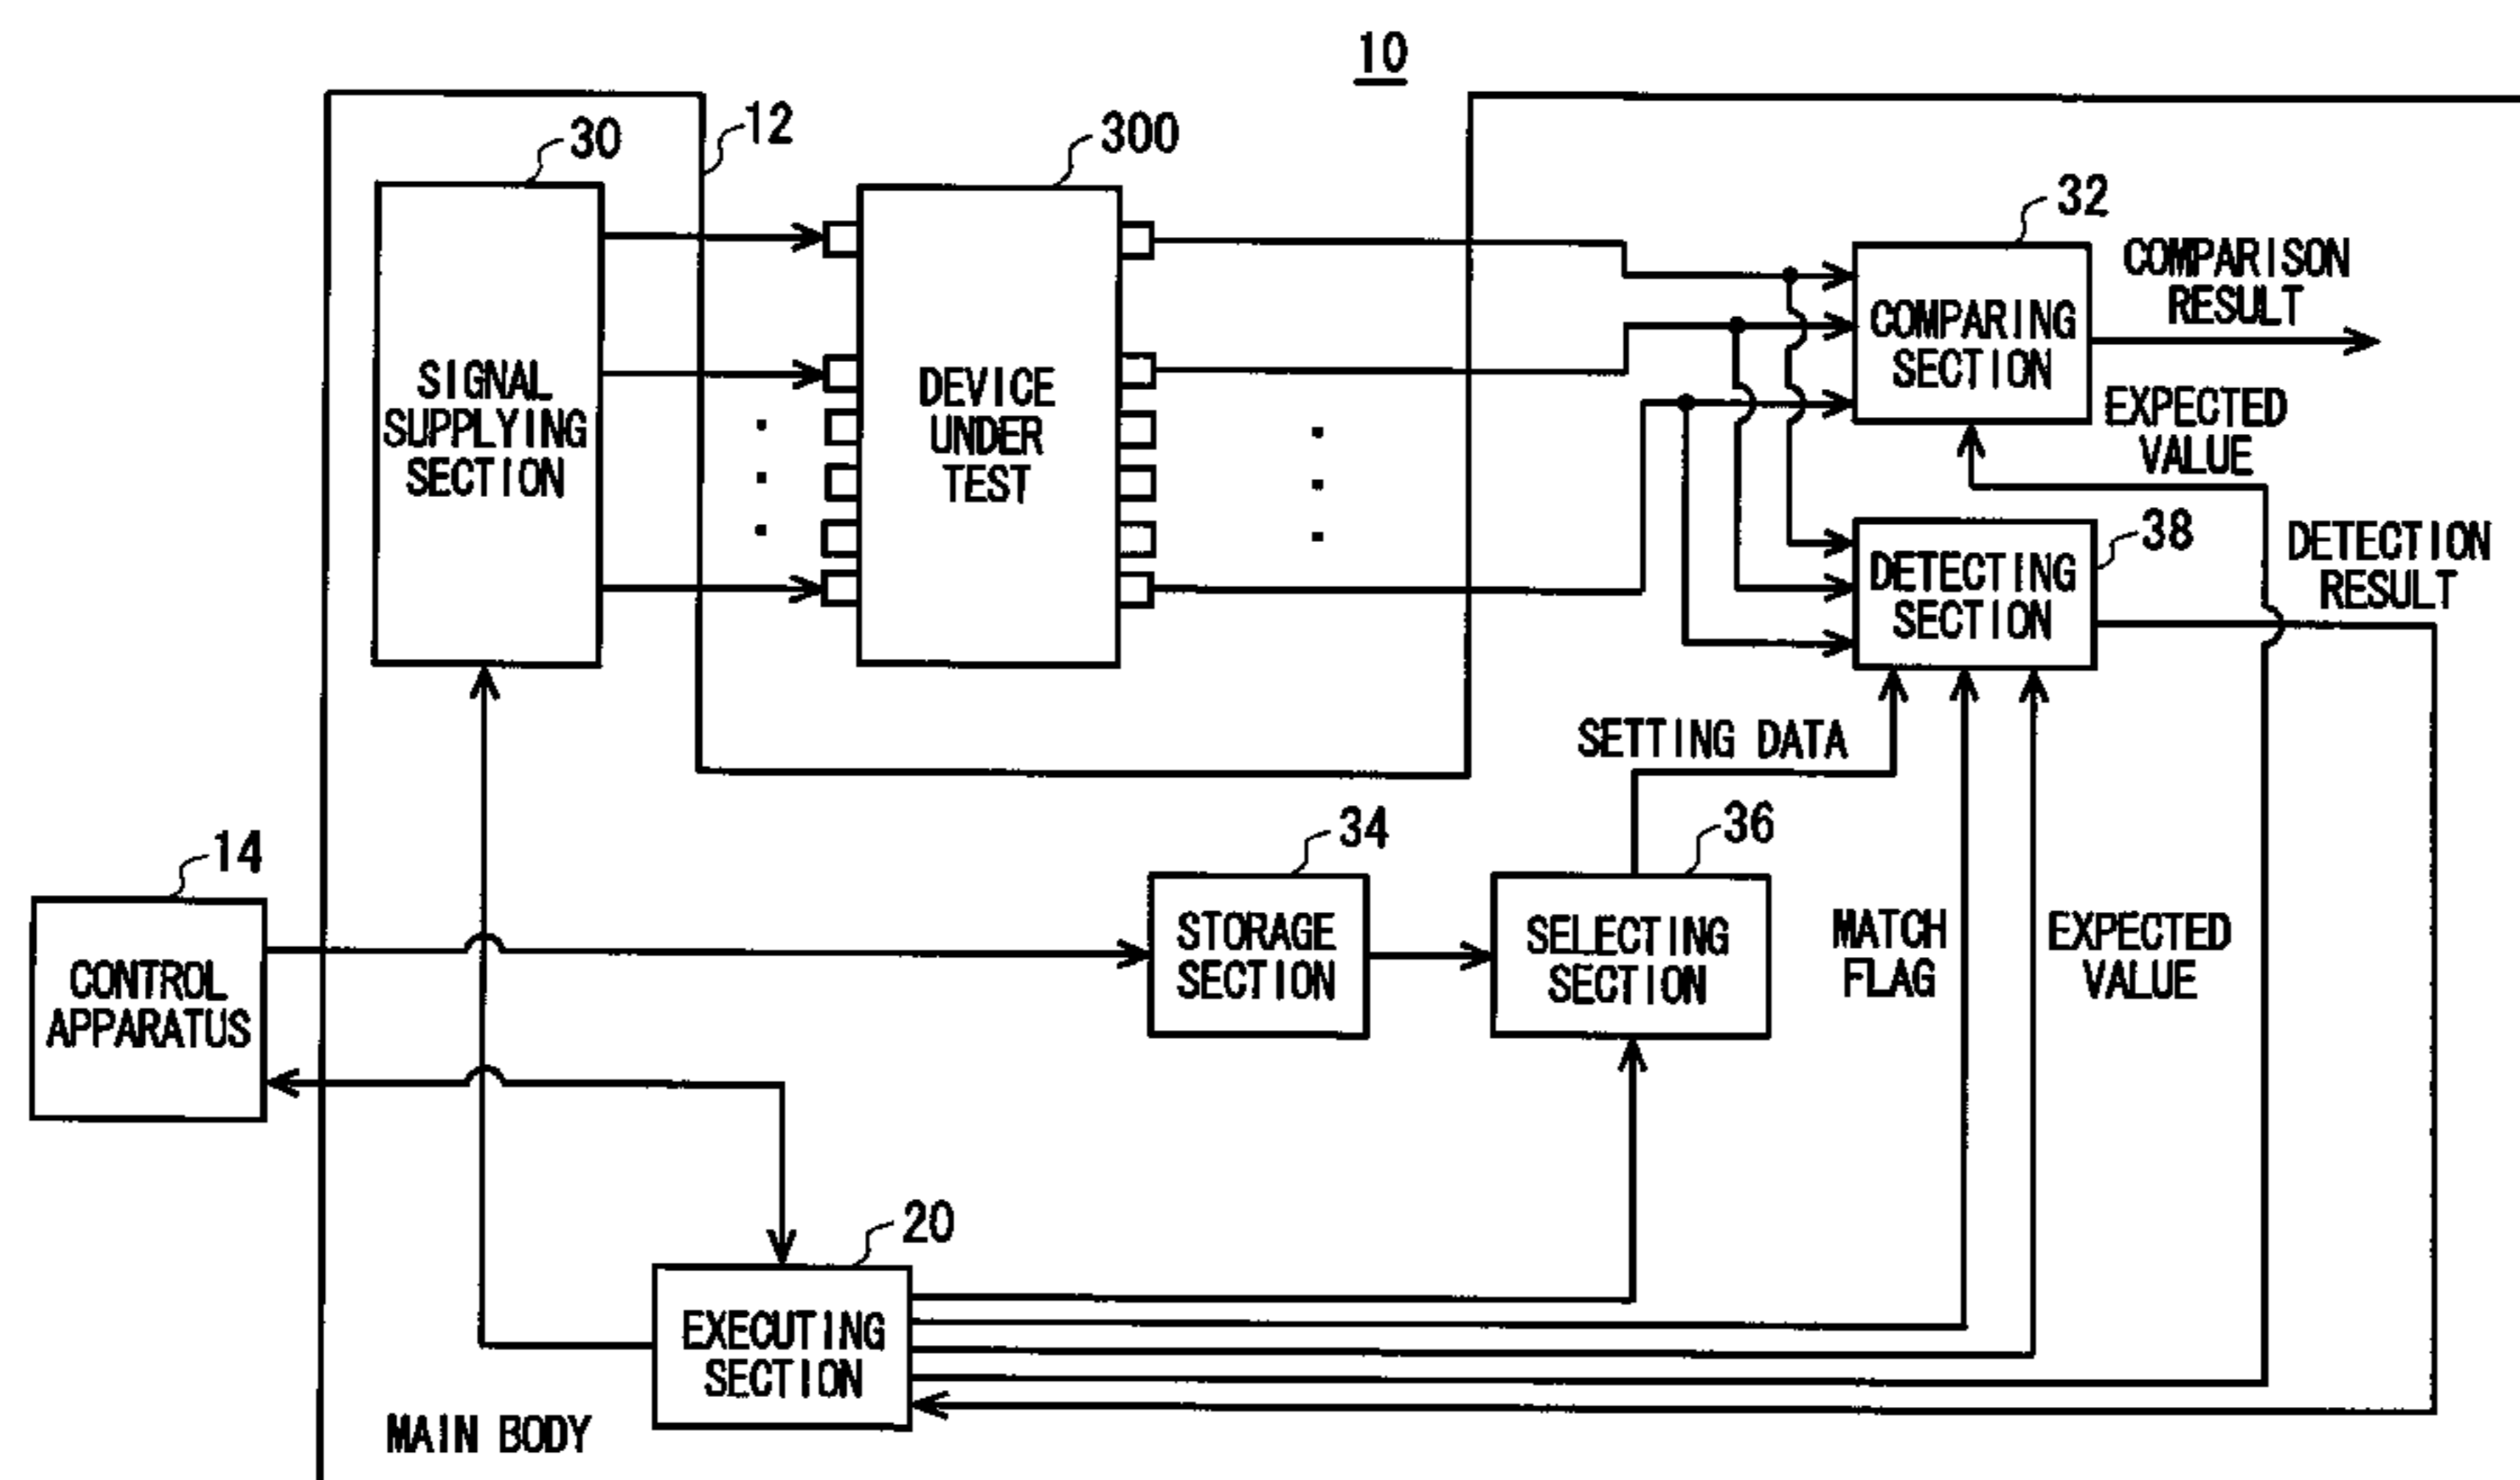 10
12
30
300
32
SIGNAL
SUPPLYING
SECTION
DEVICE
UNDER
TEST
COMPARING
SECTION
COMPARISON
RESULT
EXPECTED
VALUE
38
DETECTING
SECTION
DETECTION
RESULT
SETTING DATA
14
34
36
CONTROL
APPARATUS
STORAGE
SECTION
SELECTING
SECTION
MATCH
FLAG
EXPECTED
VALUE
20
EXECUTING
SECTION
MAIN BODY